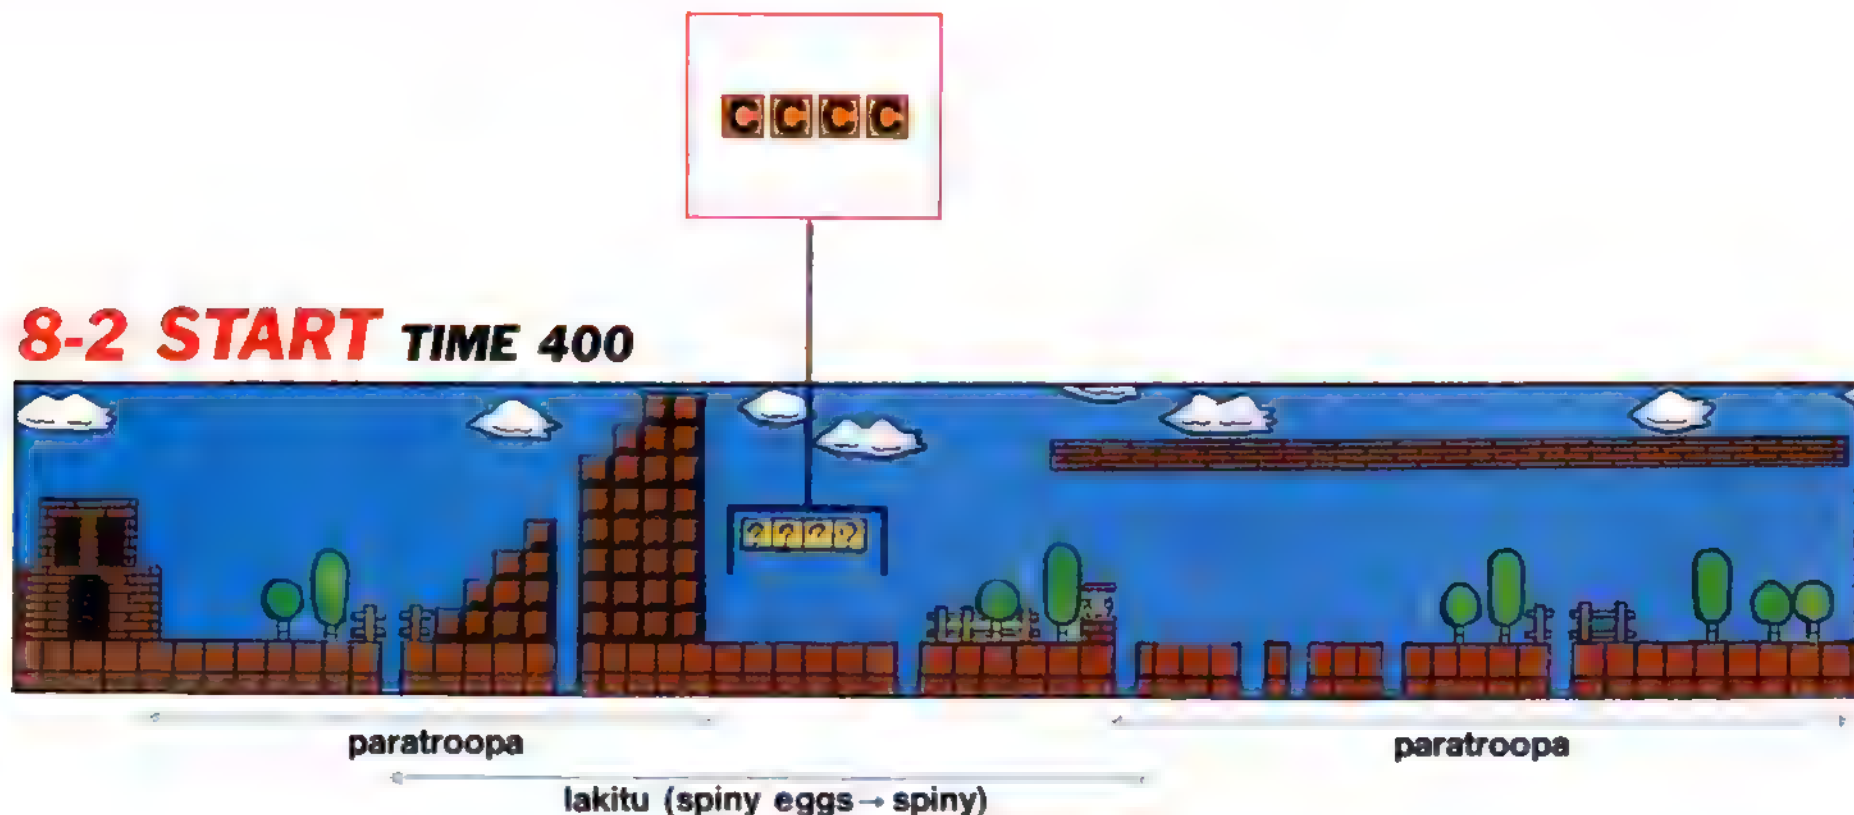 C C C C
8-2 START TIME 400
? ? ? ?
paratroopa
paratroopa
lakitu (spiny eggs→spiny)